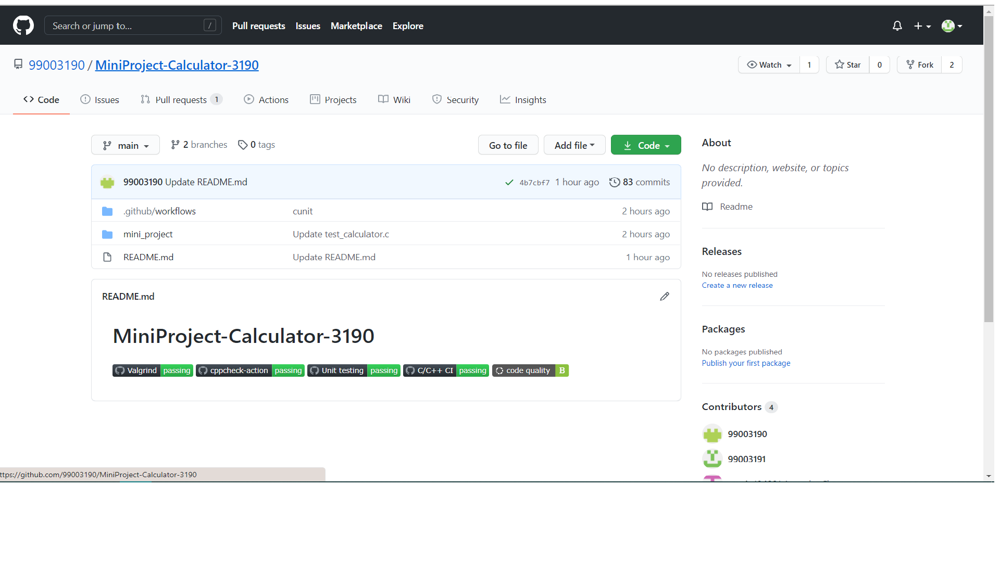 Search or jump to... / Pull requests Issues Marketplace Explore
99003190 / MiniProject-Calculator-3190 Watch 1 Star 0 Fork 2
Code Issues Pull requests 1 Actions Projects Wiki Security Insights
main 2 branches 0 tags Go to file Add file Code
99003190 Update README.md 4b7cbf7 1 hour ago 83 commits
.github/workflows cunit 2 hours ago
mini_project Update test_calculator.c 2 hours ago
README.md Update README.md 1 hour ago
README.md
MiniProject-Calculator-3190
Valgrind passing cppcheck-action passing Unit testing passing C/C++ CI passing code quality B
About
No description, website, or topics
provided.
Readme
Releases
No releases published
Create a new release
Packages
No packages published
Publish your first package
Contributors 4
99003190
99003191
ttps://github.com/99003190/MiniProject-Calculator-3190